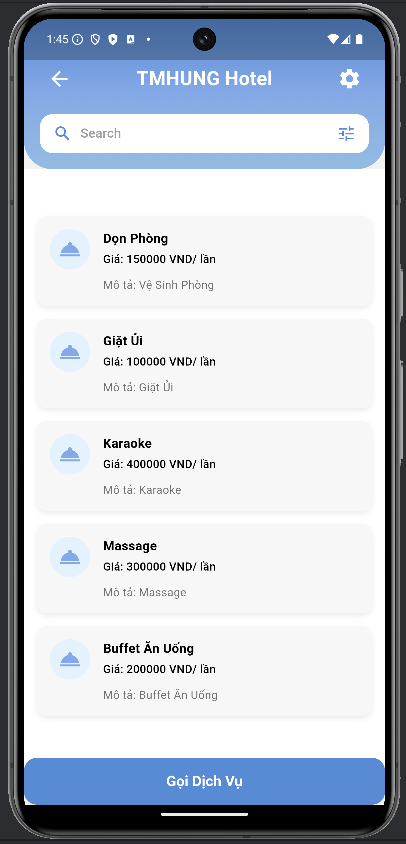 1:45
TMHUNG Hotel
Search
Dọn Phòng
Giá: 150000 VND/ lần
Mô tả: Vệ Sinh Phòng
Giặt Ủi
Giá: 100000 VND/ lần
Mô tả: Giặt Ủi
Karaoke
Giá: 400000 VND/ lần
Mô tả: Karaoke
Massage
Giá: 300000 VND/ lần
Mô tả: Massage
Buffet Ăn Uống
Giá: 200000 VND/ lần
Mô tả: Buffet Ăn Uống
Gọi Dịch Vụ